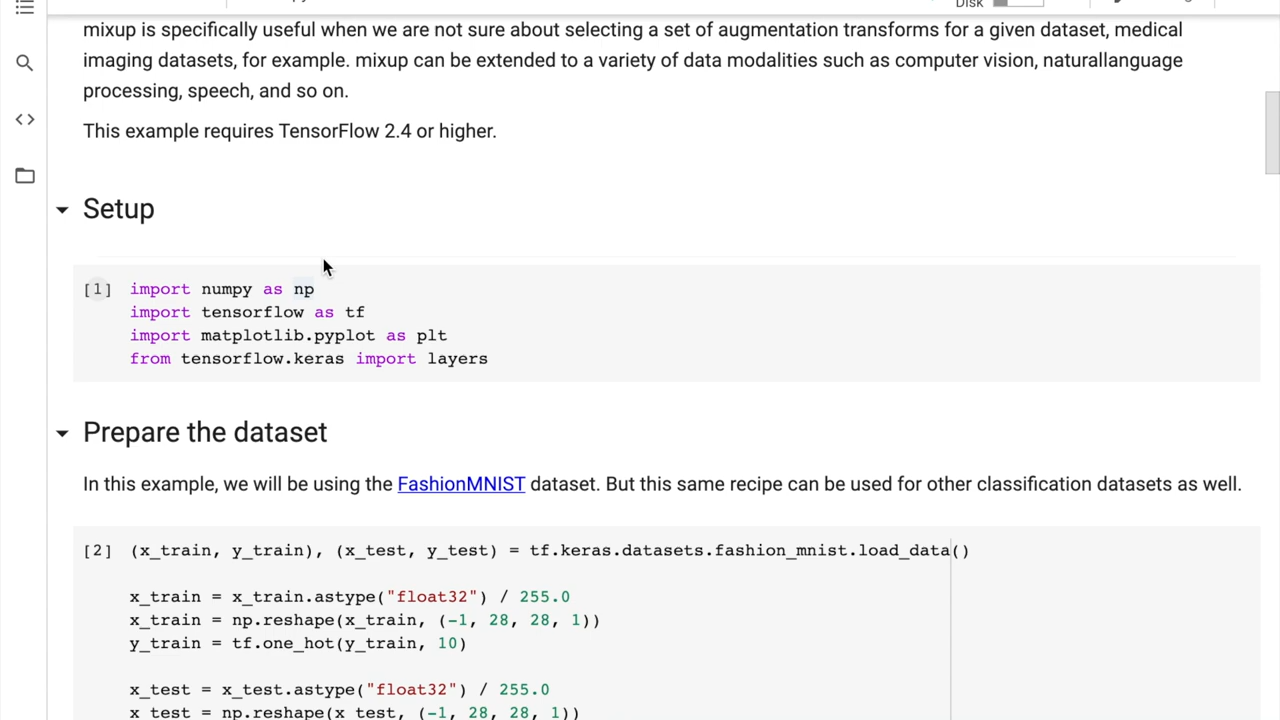 Disk
mixup is specifically useful when we are not sure about selecting a set of augmentation transforms for a given dataset, medical
imaging datasets, for example. mixup can be extended to a variety of data modalities such as computer vision, naturallanguage
processing, speech, and so on.
This example requires TensorFlow 2.4 or higher.
Setup
[1] import numpy as np
import tensorflow as tf
import matplotlib.pyplot as plt
from tensorflow.keras import layers
Prepare the dataset
In this example, we will be using the FashionMNIST dataset. But this same recipe can be used for other classification datasets as well.
[2] (x_train, y_train), (x_test, y_test) = tf.keras.datasets.fashion_mnist.load_data()
x_train = x_train.astype("float32") / 255.0
x_train = np.reshape(x_train, (-1, 28, 28, 1))
y_train = tf.one_hot(y_train, 10)
x_test = x_test.astype("float32") / 255.0
x_test = np.reshape(x_test, (-1, 28, 28, 1))